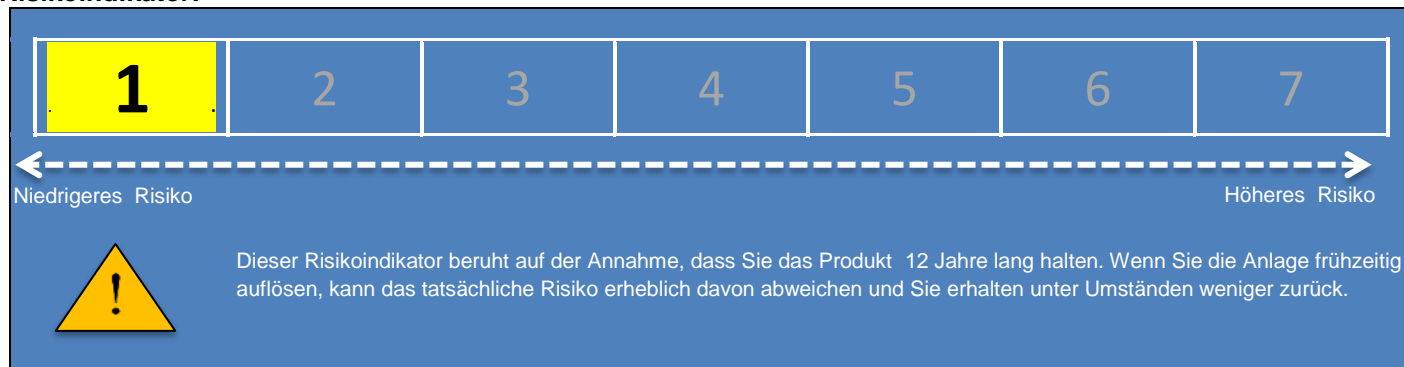 Risikoindikator:
1 2 3 4 5 6 7
Niedrigeres Risiko Höheres Risiko
! Dieser Risikoindikator beruht auf der Annahme, dass Sie das Produkt 12 Jahre lang halten. Wenn Sie die Anlage frühzeitig
auflösen, kann das tatsächliche Risiko erheblich davon abweichen und Sie erhalten unter Umständen weniger zurück.